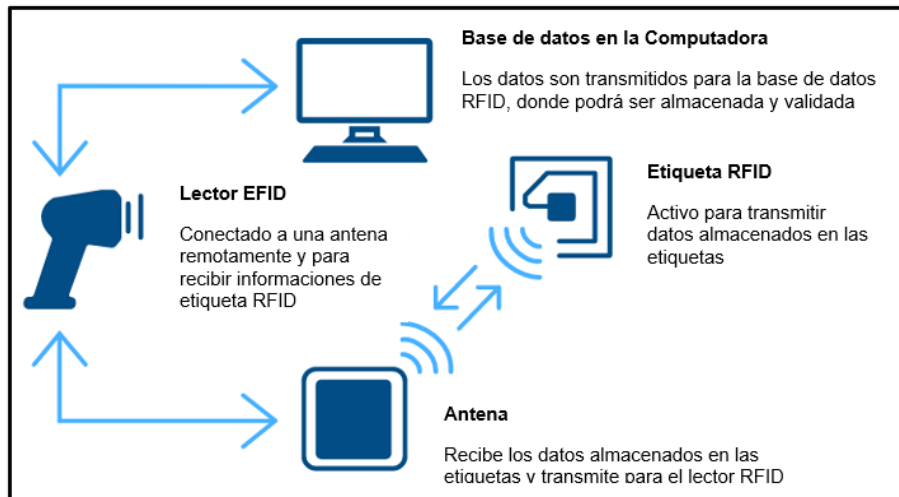 Base de datos en la Computadora
Los datos son transmitidos para la base de datos
RFID, donde podrá ser almacenada y validada
Lector EFID
Conectado a una antena
remotamente y para
recibir informaciones de
etiqueta RFID
Etiqueta RFID
Activo para transmitir
datos almacenados en las
etiquetas
Antena
Recibe los datos almacenados en las
etiquetas y transmite para el lector RFID